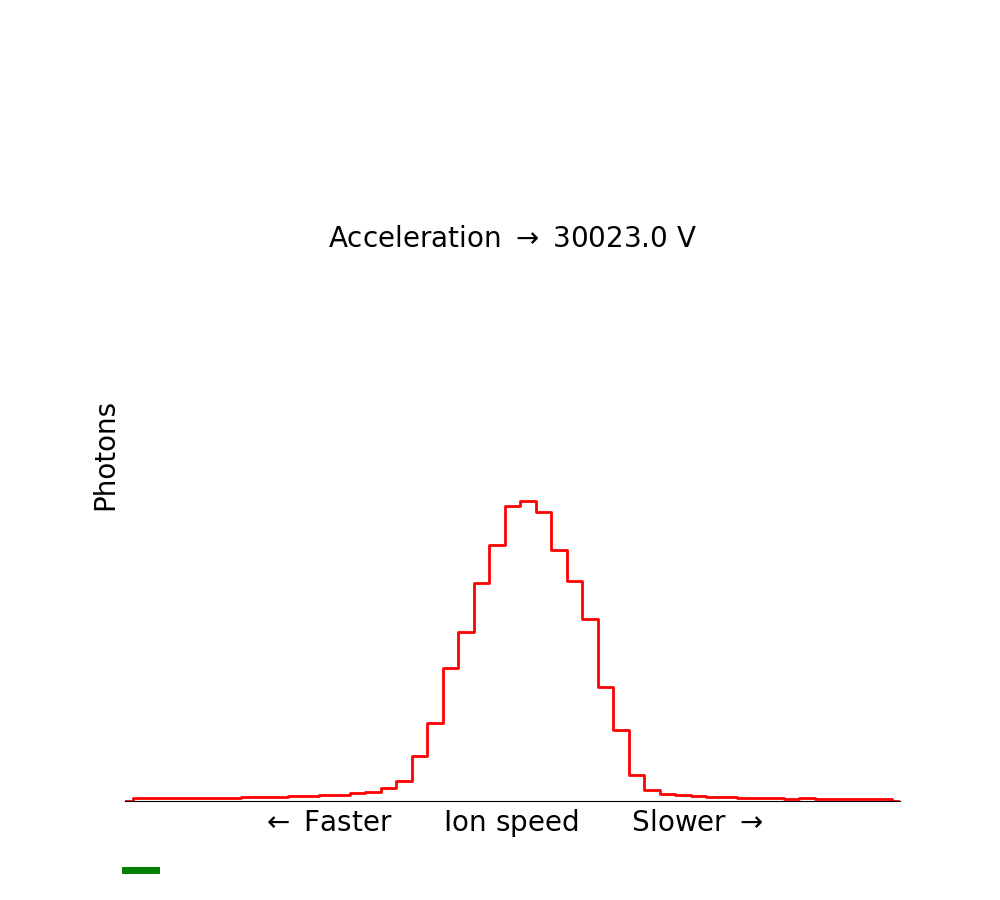 Acceleration → 30023.0 V
Photons
← Faster Ion speed Slower →